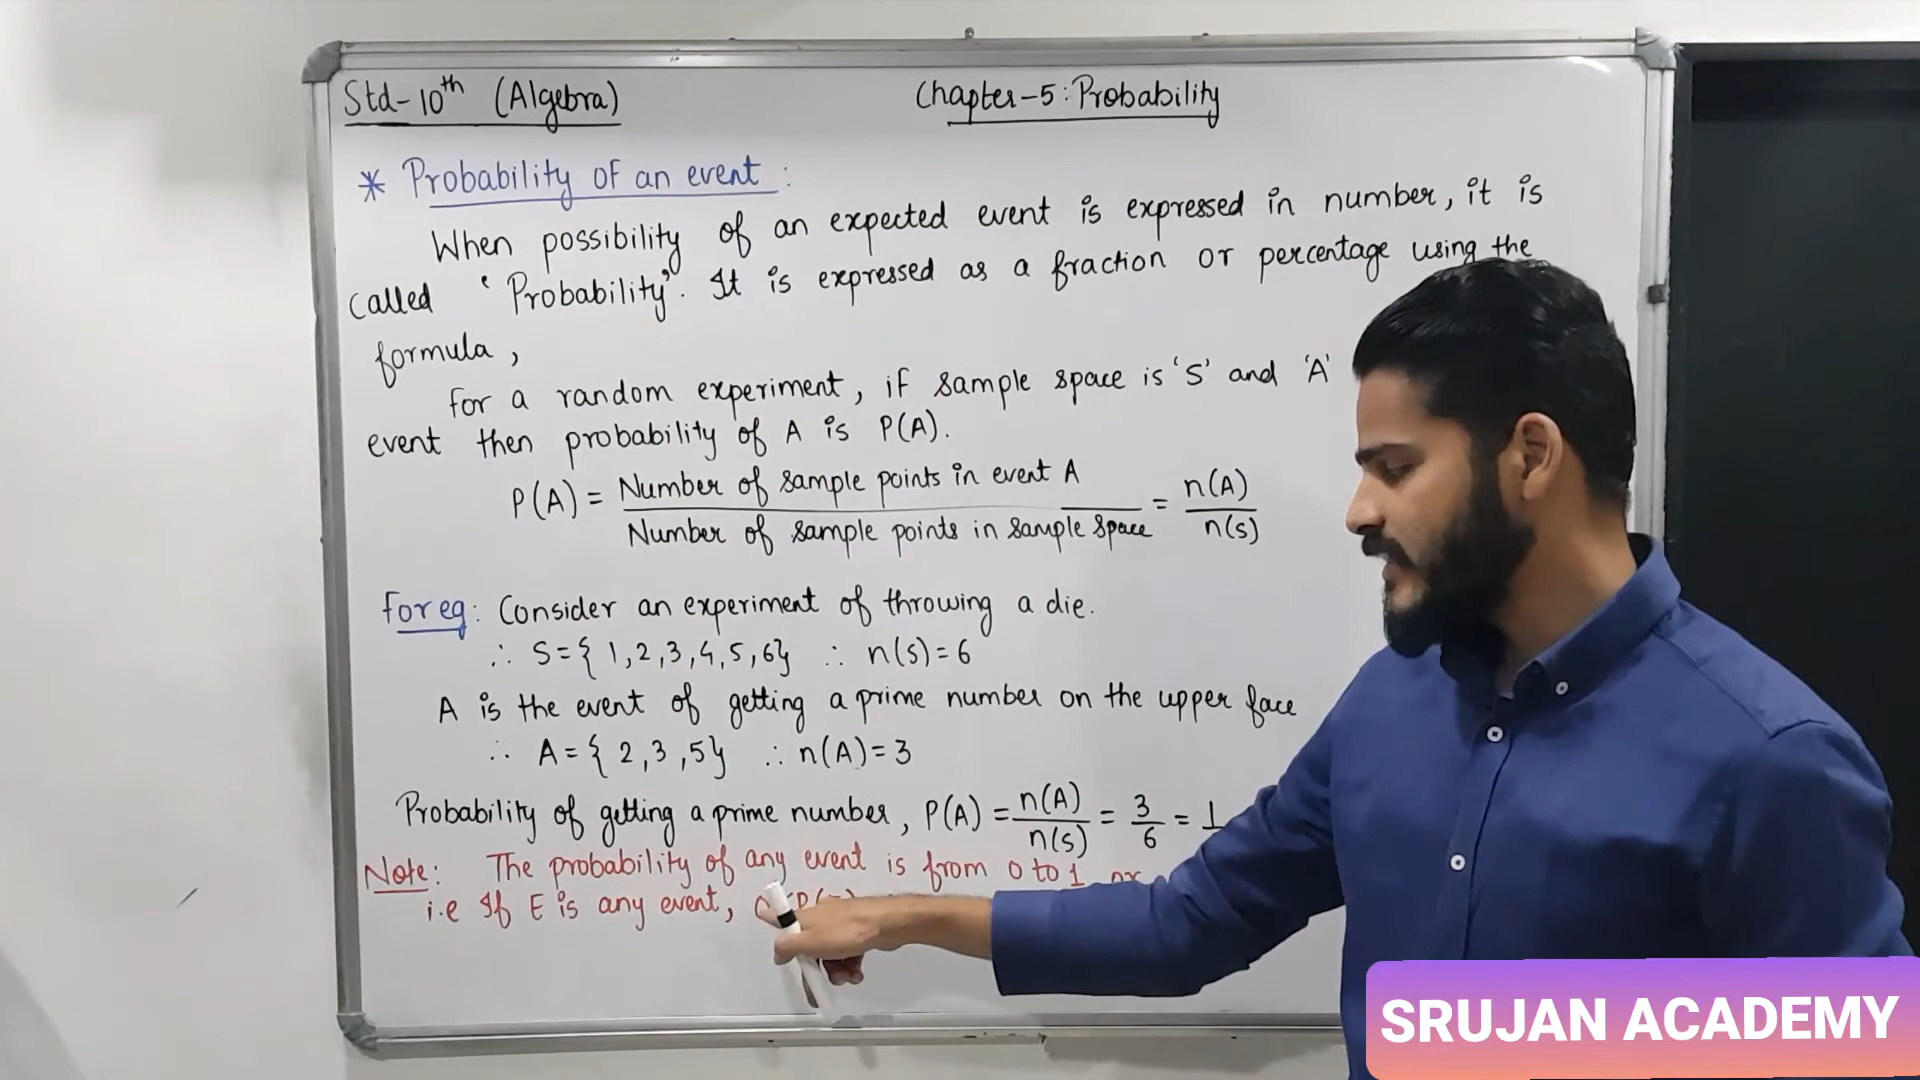 Std-10th (Algebra)
Chapter-5: Probability
* Probability of an event:
When possibility of an expected event is expressed in number, it is
called 'Probability'. It is expressed as a fraction or percentage using the
formula,
for a random experiment, if sample space is 'S' and 'A'
event then probability of A is P(A).
P(A) = Number of sample points in event A / Number of sample points in sample space = n(A) / n(s)
For eg: Consider an experiment of throwing a die.
∴ S={ 1,2,3,4,5,6} ∴ n(s)=6
A is the event of getting a prime number on the upper face
∴ A={ 2,3,5} ∴ n(A)=3
Probability of getting a prime number, P(A) = n(A) / n(s) = 3/6 = 1
Note: The probability of any event is from 0 to 1 or
i.e If E is any event,
SRUJAN ACADEMY